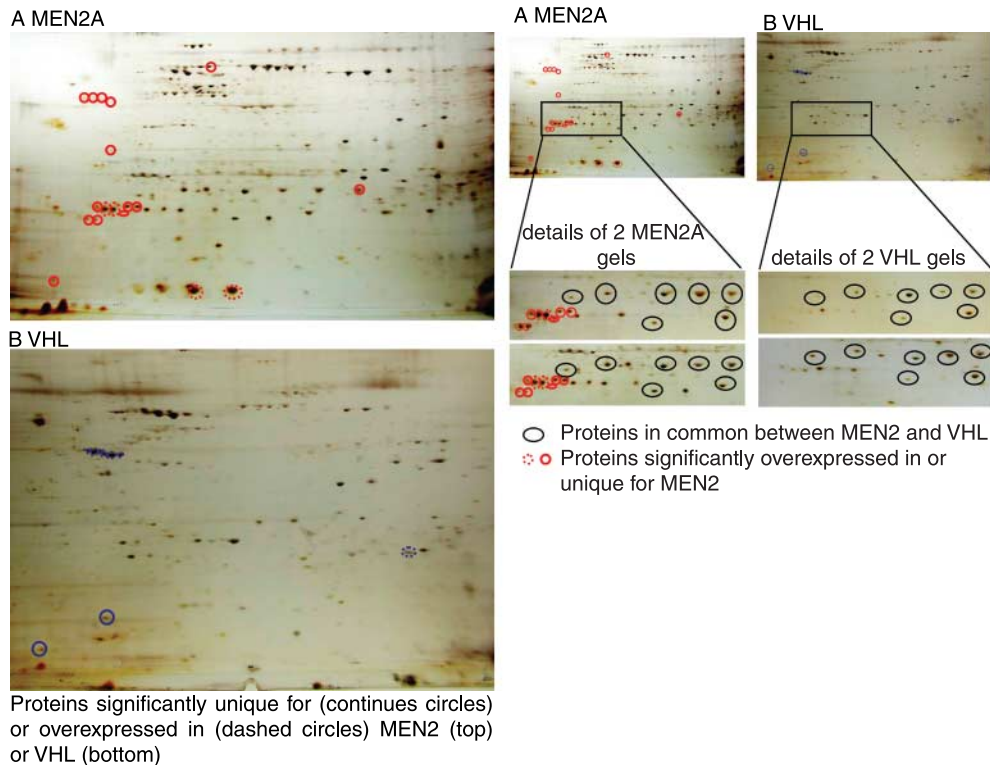 A MEN2A
B VHL
Proteins significantly unique for (continues circles)
or overexpressed in (dashed circles) MEN2 (top)
or VHL (bottom)
A MEN2A
B VHL
details of 2 MEN2A
gels
details of 2 VHL gels
Proteins in common between MEN2 and VHL
Proteins significantly overexpressed in or
unique for MEN2